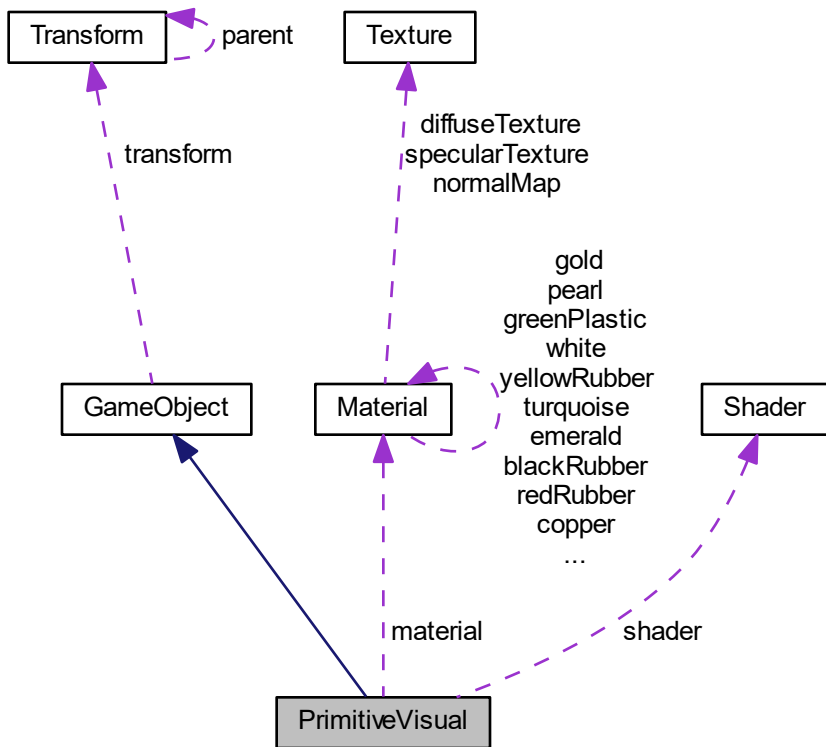 Transform
parent
Texture
transform
diffuseTexture
specularTexture
normalMap
gold
pearl
greenPlastic
white
yellowRubber
turquoise
emerald
blackRubber
redRubber
copper
...
GameObject
Material
Shader
material
shader
PrimitiveVisual